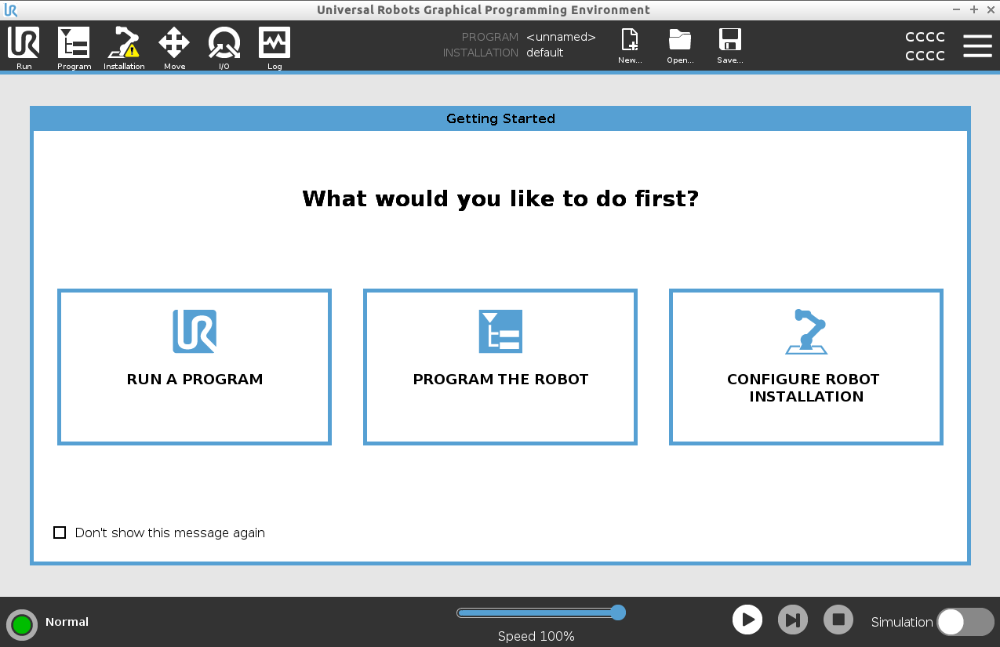 Universal Robots Graphical Programming Environment
PROGRAM <unnamed>
INSTALLATION default
CCCC
CCCC
Run
Program
Installation
Move
I/O
Log
New...
Open...
Save...
Getting Started
What would you like to do first?
RUN A PROGRAM
PROGRAM THE ROBOT
CONFIGURE ROBOT
INSTALLATION
Don't show this message again
Normal
Speed 100%
Simulation